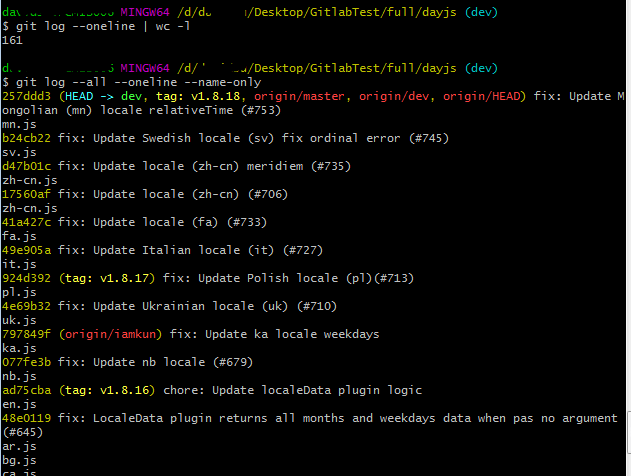 MINGW64 /d/d /Desktop/GitlabTest/full/dayjs (dev)
$ git log --oneline | wc -l
161
MINGW64 /d/d /Desktop/GitlabTest/full/dayjs (dev)
$ git log --all --oneline --name-only
257ddd3 (HEAD -> dev, tag: v1.8.18, origin/master, origin/dev, origin/HEAD) fix: Update M
ongolian (mn) locale relativeTime (#753)
mn.js
b24cb22 fix: Update Swedish locale (sv) fix ordinal error (#745)
sv.js
d47b01c fix: Update locale (zh-cn) meridiem (#735)
zh-cn.js
17560af fix: Update locale (zh-cn) (#706)
zh-cn.js
41a427c fix: Update locale (fa) (#733)
fa.js
49e905a fix: Update Italian locale (it) (#727)
it.js
924d392 (tag: v1.8.17) fix: Update Polish locale (pl)(#713)
pl.js
4e69b32 fix: Update Ukrainian locale (uk) (#710)
uk.js
797849f (origin/iamkun) fix: Update ka locale weekdays
ka.js
077fe3b fix: Update nb locale (#679)
nb.js
ad75cba (tag: v1.8.16) chore: Update localeData plugin logic
en.js
48e0119 fix: LocaleData plugin returns all months and weekdays data when pas no argument
(#645)
ar.js
bg.js
ca.js